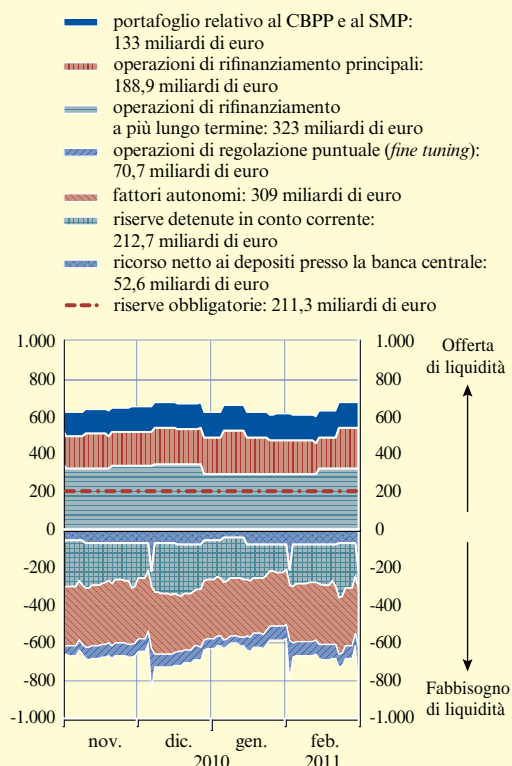 portafoglio relativo al CBPP e al SMP:
133 miliardi di euro
operazioni di rifinanziamento principali:
188,9 miliardi di euro
operazioni di rifinanziamento
a più lungo termine: 323 miliardi di euro
operazioni di regolazione puntuale (fine tuning):
70,7 miliardi di euro
fattori autonomi: 309 miliardi di euro
riserve detenute in conto corrente:
212,7 miliardi di euro
ricorso netto ai depositi presso la banca centrale:
52,6 miliardi di euro
riserve obbligatorie: 211,3 miliardi di euro
1.000 1.000 Offerta
di liquidità
800 800
600 600
400 400
200 200
0 0
-200 -200
-400 -400
-600 -600
-800 -800
Fabbisogno
di liquidità
-1.000 -1.000
nov. dic. gen. feb.
2010 2011